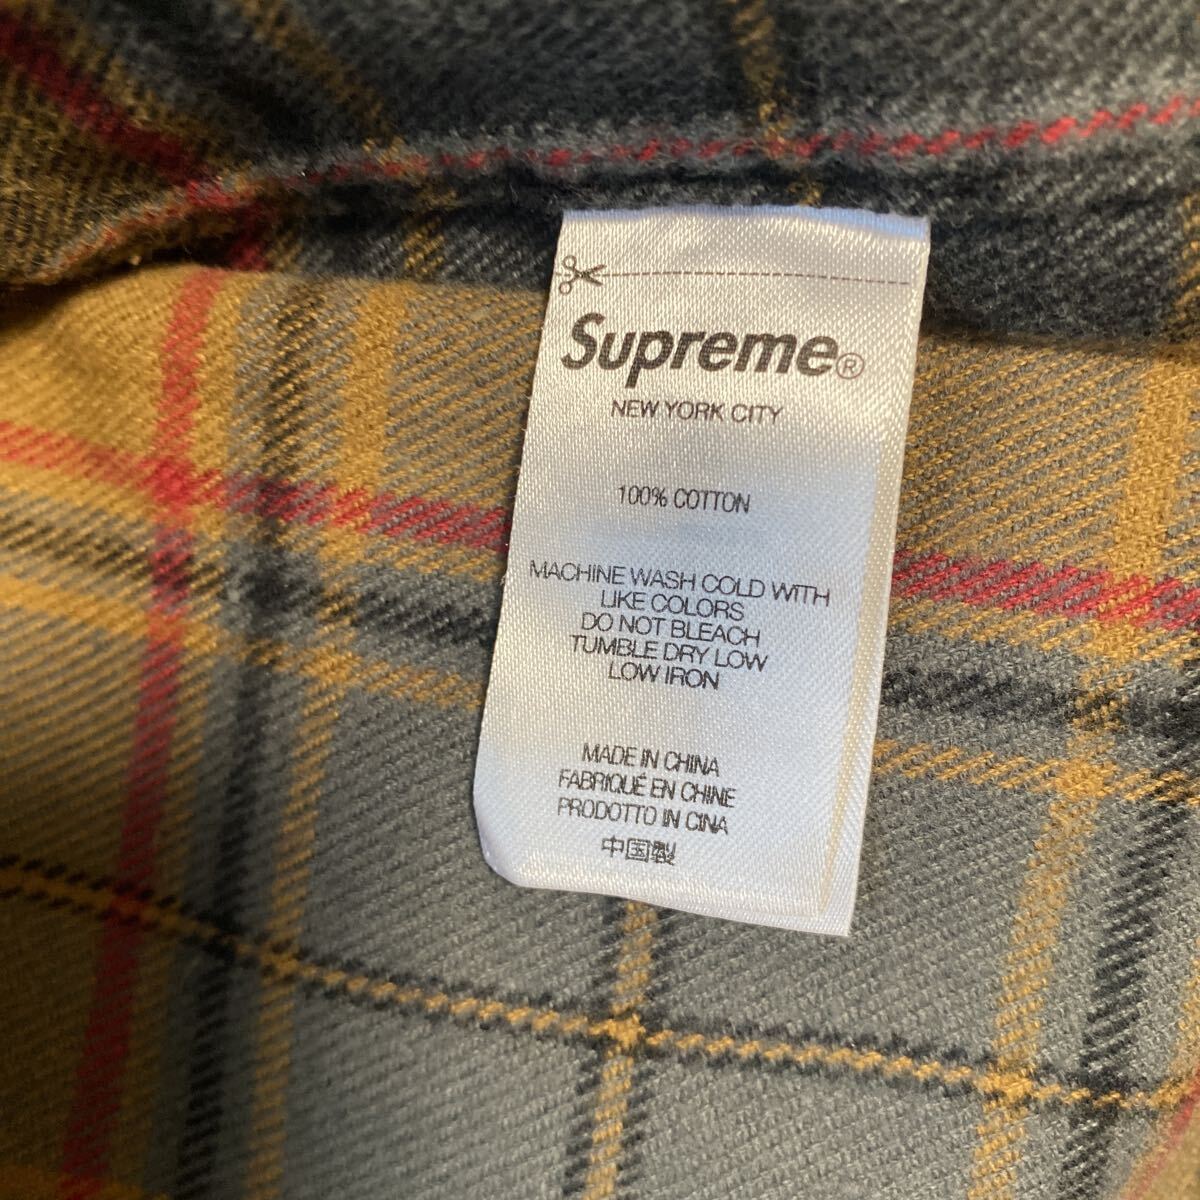 Supreme®
NEW YORK CITY
100% COTTON
MACHINE WASH COLD WITH
LIKE COLORS
DO NOT BLEACH
TUMBLE DRY LOW
LOW IRON
MADE IN CHINA
FABRIQUÉ EN CHINE
PRODOTTO IN CINA
中国製